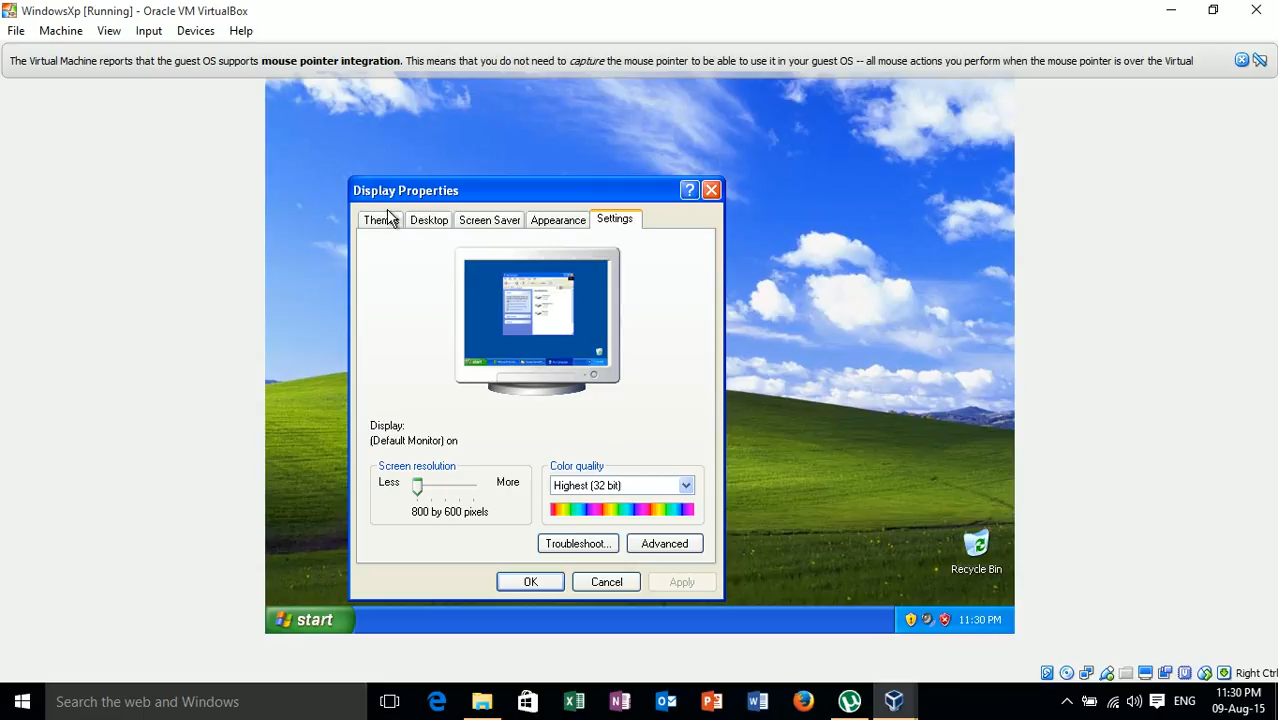 WindowsXp [Running] - Oracle VM VirtualBox
File Machine View Input Devices Help
The Virtual Machine reports that the guest OS supports mouse pointer integration. This means that you do not need to capture the mouse pointer to be able to use it in your guest OS -- all mouse actions you perform when the mouse pointer is over the Virtual
Display Properties
Themes Desktop Screen Saver Appearance Settings
start
Display:
(Default Monitor) on
Screen resolution
Less More
800 by 600 pixels
Color quality
Highest (32 bit)
Troubleshoot... Advanced
OK Cancel Apply
Recycle Bin
start 11:30 PM
Right Ctrl
Search the web and Windows
ENG
11:30 PM
09-Aug-15